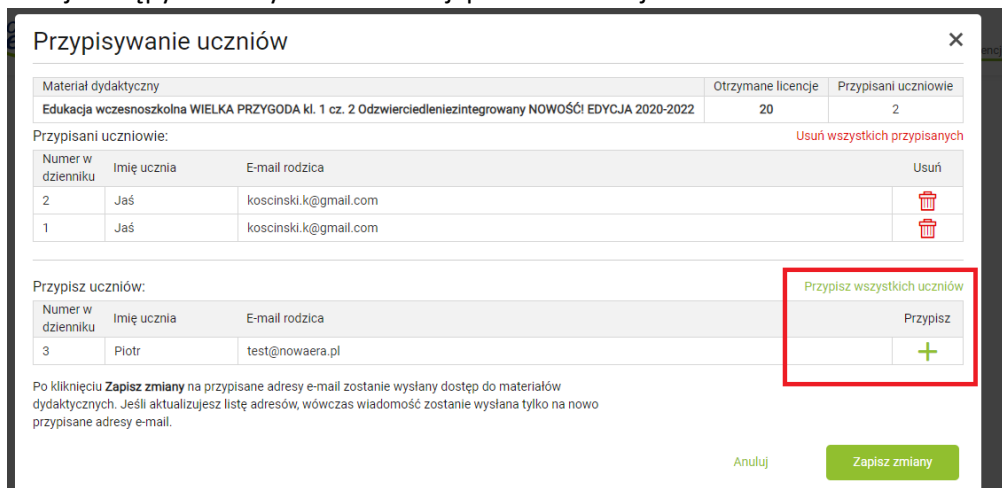 Przypisywanie uczniów
Materiał dydaktyczny Otrzymane licencje Przypisani uczniowie
Edukacja wczesnoszkolna WIELKA PRZYGODA kl. 1 cz. 2 Odzwierciedleniezintegrowany NOWOŚĆ! EDYCJA 2020-2022 20 2
Przypisani uczniowie: Usuń wszystkich przypisanych
Numer w
dzienniku Imię ucznia E-mail rodzica Usuń
2 Jaś koscinski.k@gmail.com
1 Jaś koscinski.k@gmail.com
Przypisz uczniów: Przypisz wszystkich uczniów
Numer w
dzienniku Imię ucznia E-mail rodzica Przypisz
3 Piotr test@nowaera.pl
Po kliknięciu Zapisz zmiany na przypisane adresy e-mail zostanie wysłany dostęp do materiałów
dydaktycznych. Jeśli aktualizujesz listę adresów, wówczas wiadomość zostanie wysłana tylko na nowo
przypisane adresy e-mail.
Anuluj Zapisz zmiany